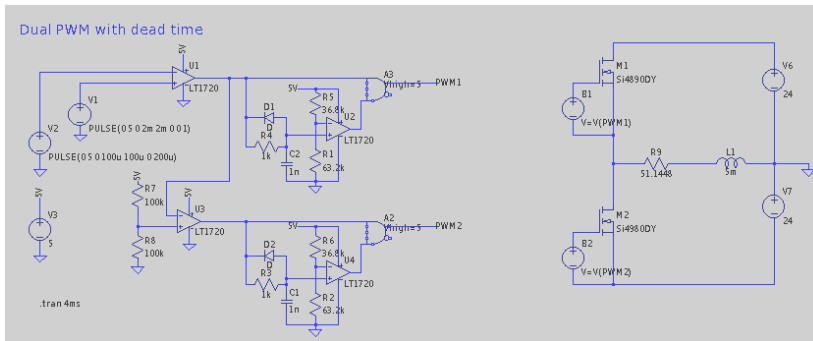 Dual PWM with dead time
5V
U1
LT1720
V1
PULSE(0 5 0 2m 2m 0 01)
V2
PULSE(0 5 0 100u 100u 0 200u)
A3
Vhigh=5
PWM1
5V
R5
36.8k
D1
D
U2
LT1720
R4
1k
C2
1n
R1
63.2k
5V
V3
5
5V
R7
100k
R8
100k
5V
U3
LT1720
A2
Vhigh=5
PWM2
5V
R6
36.8k
D2
D
U4
LT1720
R3
1k
C1
1n
R2
63.2k
.tran 4ms
M1
Si4890DY
B1
V=V(PWM1)
V6
24
R9
51.1448
L1
5m
M2
Si4980DY
B2
V=V(PWM2)
V7
24